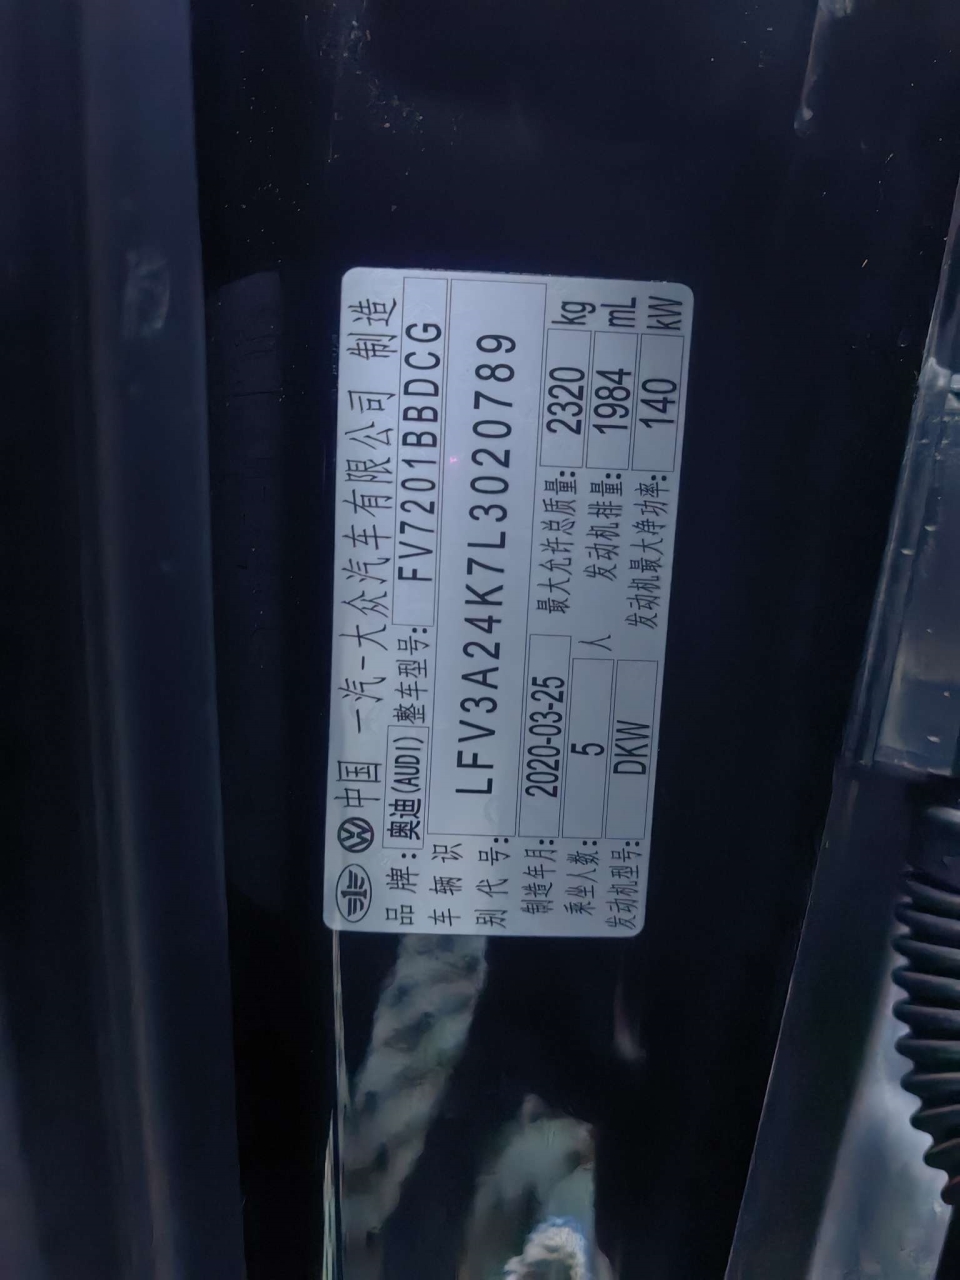 中国 一汽-大众汽车有限公司 制造
品牌: 奥迪(AUDI) 整车型号: FV7201BBDCG
车辆识别代号: LFV3A24K7L3020789
制造年月: 2020-03-25 最大允许总质量: 2320 kg
乘坐人数: 5 人 发动机排量: 1984 mL
发动机型号: DKW 发动机最大净功率: 140 kW